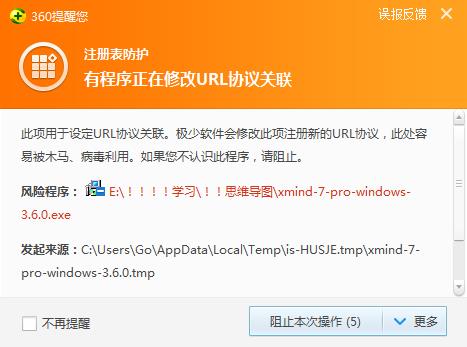 360提醒您
误报反馈
注册表防护
有程序正在修改URL协议关联
此项用于设定URL协议关联。极少软件会修改此项注册新的URL协议，此处容
易被木马、病毒利用。如果您不认识此程序，请阻止。
风险程序： E:\！！！！学习\！！思维导图\xmind-7-pro-windows-
3.6.0.exe
发起来源：C:\Users\Go\AppData\Local\Temp\is-HUSJE.tmp\xmind-7-
pro-windows-3.6.0.tmp
不再提醒
阻止本次操作 (5)
更多